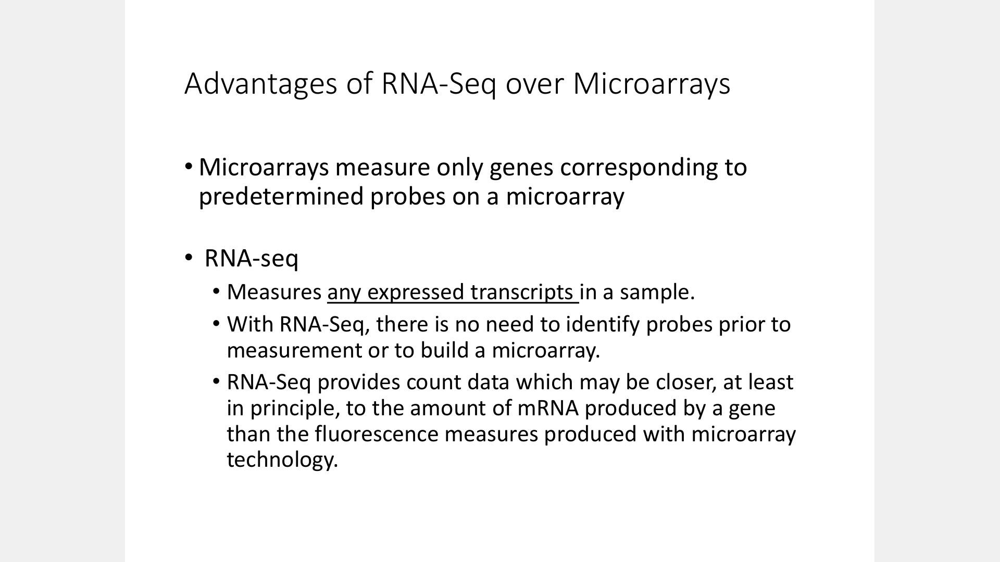 Advantages of RNA-Seq over Microarrays
• Microarrays measure only genes corresponding to
predetermined probes on a microarray
• RNA-seq
• Measures any expressed transcripts in a sample.
• With RNA-Seq, there is no need to identify probes prior to
measurement or to build a microarray.
• RNA-Seq provides count data which may be closer, at least
in principle, to the amount of mRNA produced by a gene
than the fluorescence measures produced with microarray
technology.